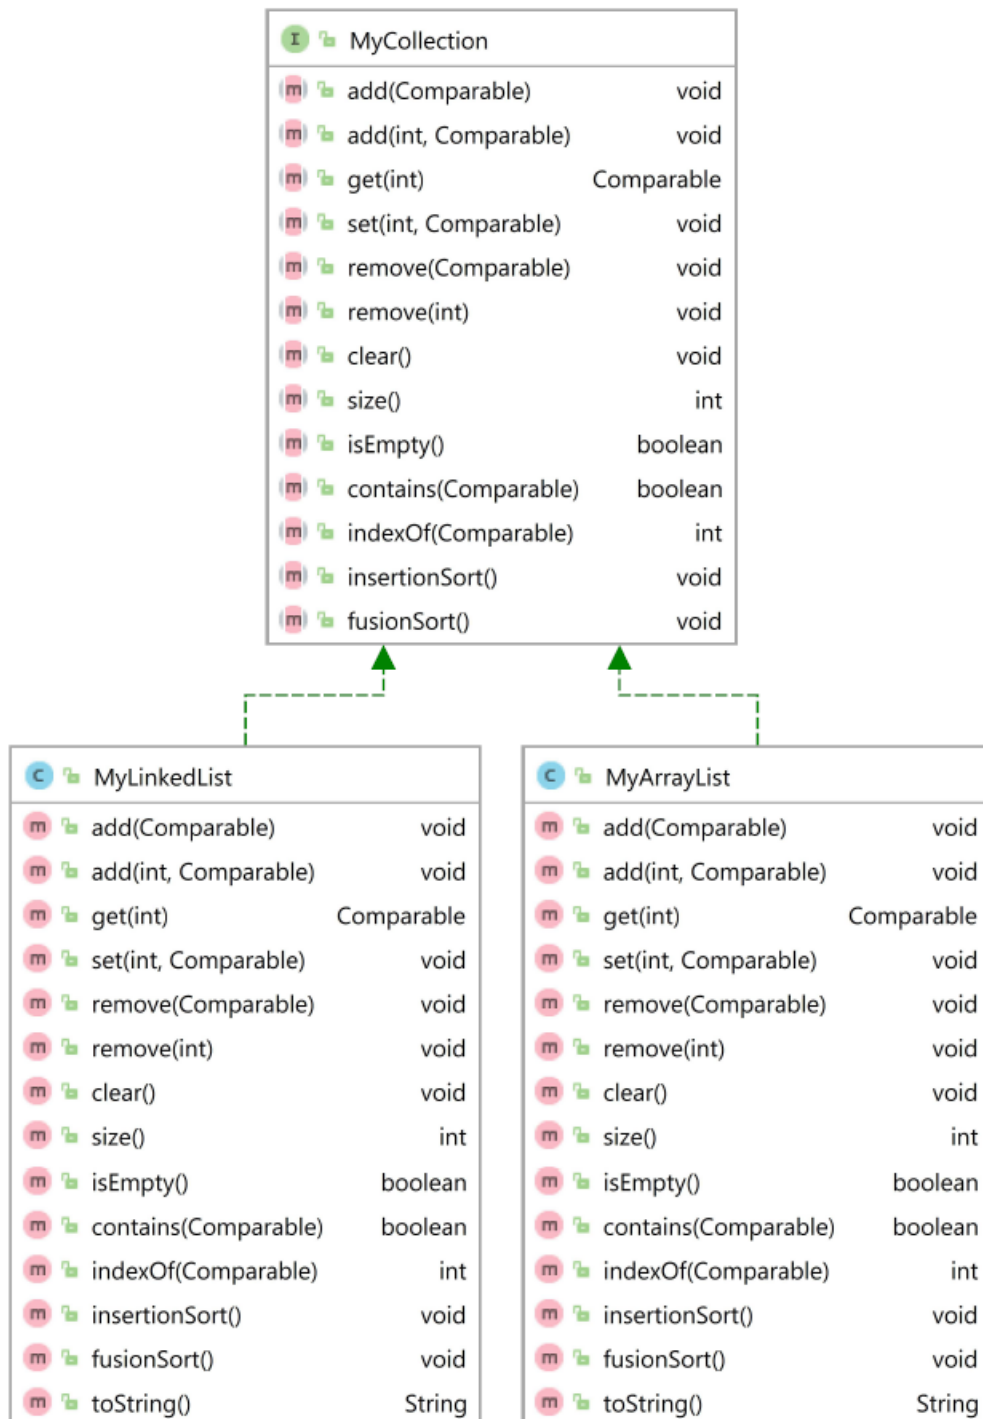 I MyCollection
m add(Comparable) void
m add(int, Comparable) void
m get(int) Comparable
m set(int, Comparable) void
m remove(Comparable) void
m remove(int) void
m clear() void
m size() int
m isEmpty() boolean
m contains(Comparable) boolean
m indexOf(Comparable) int
m insertionSort() void
m fusionSort() void
C MyLinkedList
m add(Comparable) void
m add(int, Comparable) void
m get(int) Comparable
m set(int, Comparable) void
m remove(Comparable) void
m remove(int) void
m clear() void
m size() int
m isEmpty() boolean
m contains(Comparable) boolean
m indexOf(Comparable) int
m insertionSort() void
m fusionSort() void
m toString() String
C MyArrayList
m add(Comparable) void
m add(int, Comparable) void
m get(int) Comparable
m set(int, Comparable) void
m remove(Comparable) void
m remove(int) void
m clear() void
m size() int
m isEmpty() boolean
m contains(Comparable) boolean
m indexOf(Comparable) int
m insertionSort() void
m fusionSort() void
m toString() String